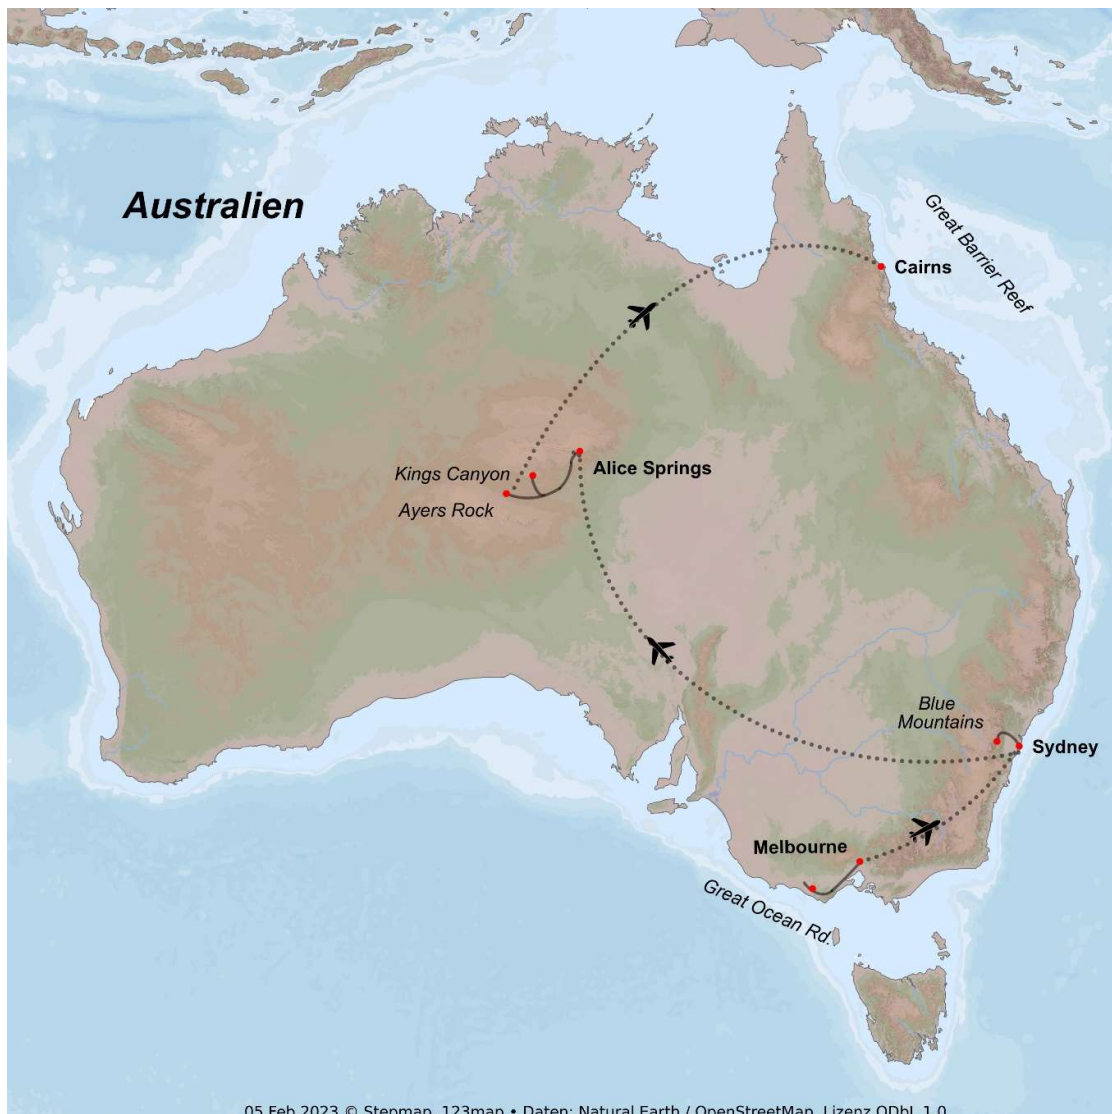 Australien
Great Barrier Reef
Cairns
Kings Canyon
Alice Springs
Ayers Rock
Blue
Mountains
Sydney
Melbourne
Great Ocean Rd.
05 Feb 2023 © Stepmap, 123map • Daten: Natural Earth / OpenStreetMap, Lizenz ODbL 1.0